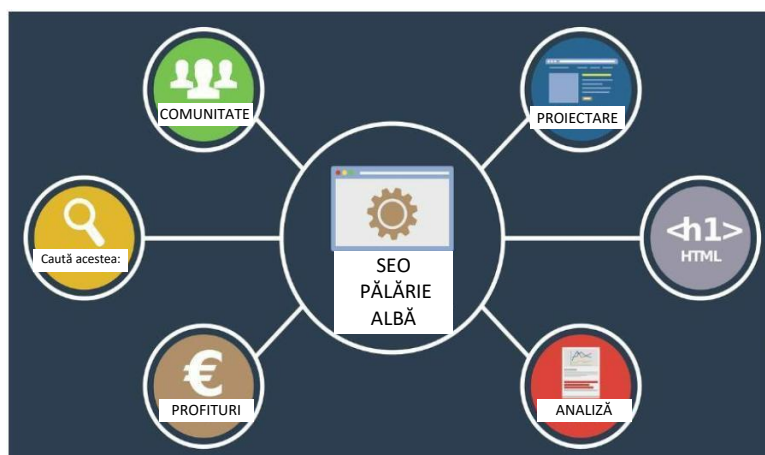 COMUNITATE
PROIECTARE
Caută acestea:
SEO
PĂLĂRIE
ALBĂ
<h1>
HTML
€
PROFITURI
ANALIZĂ